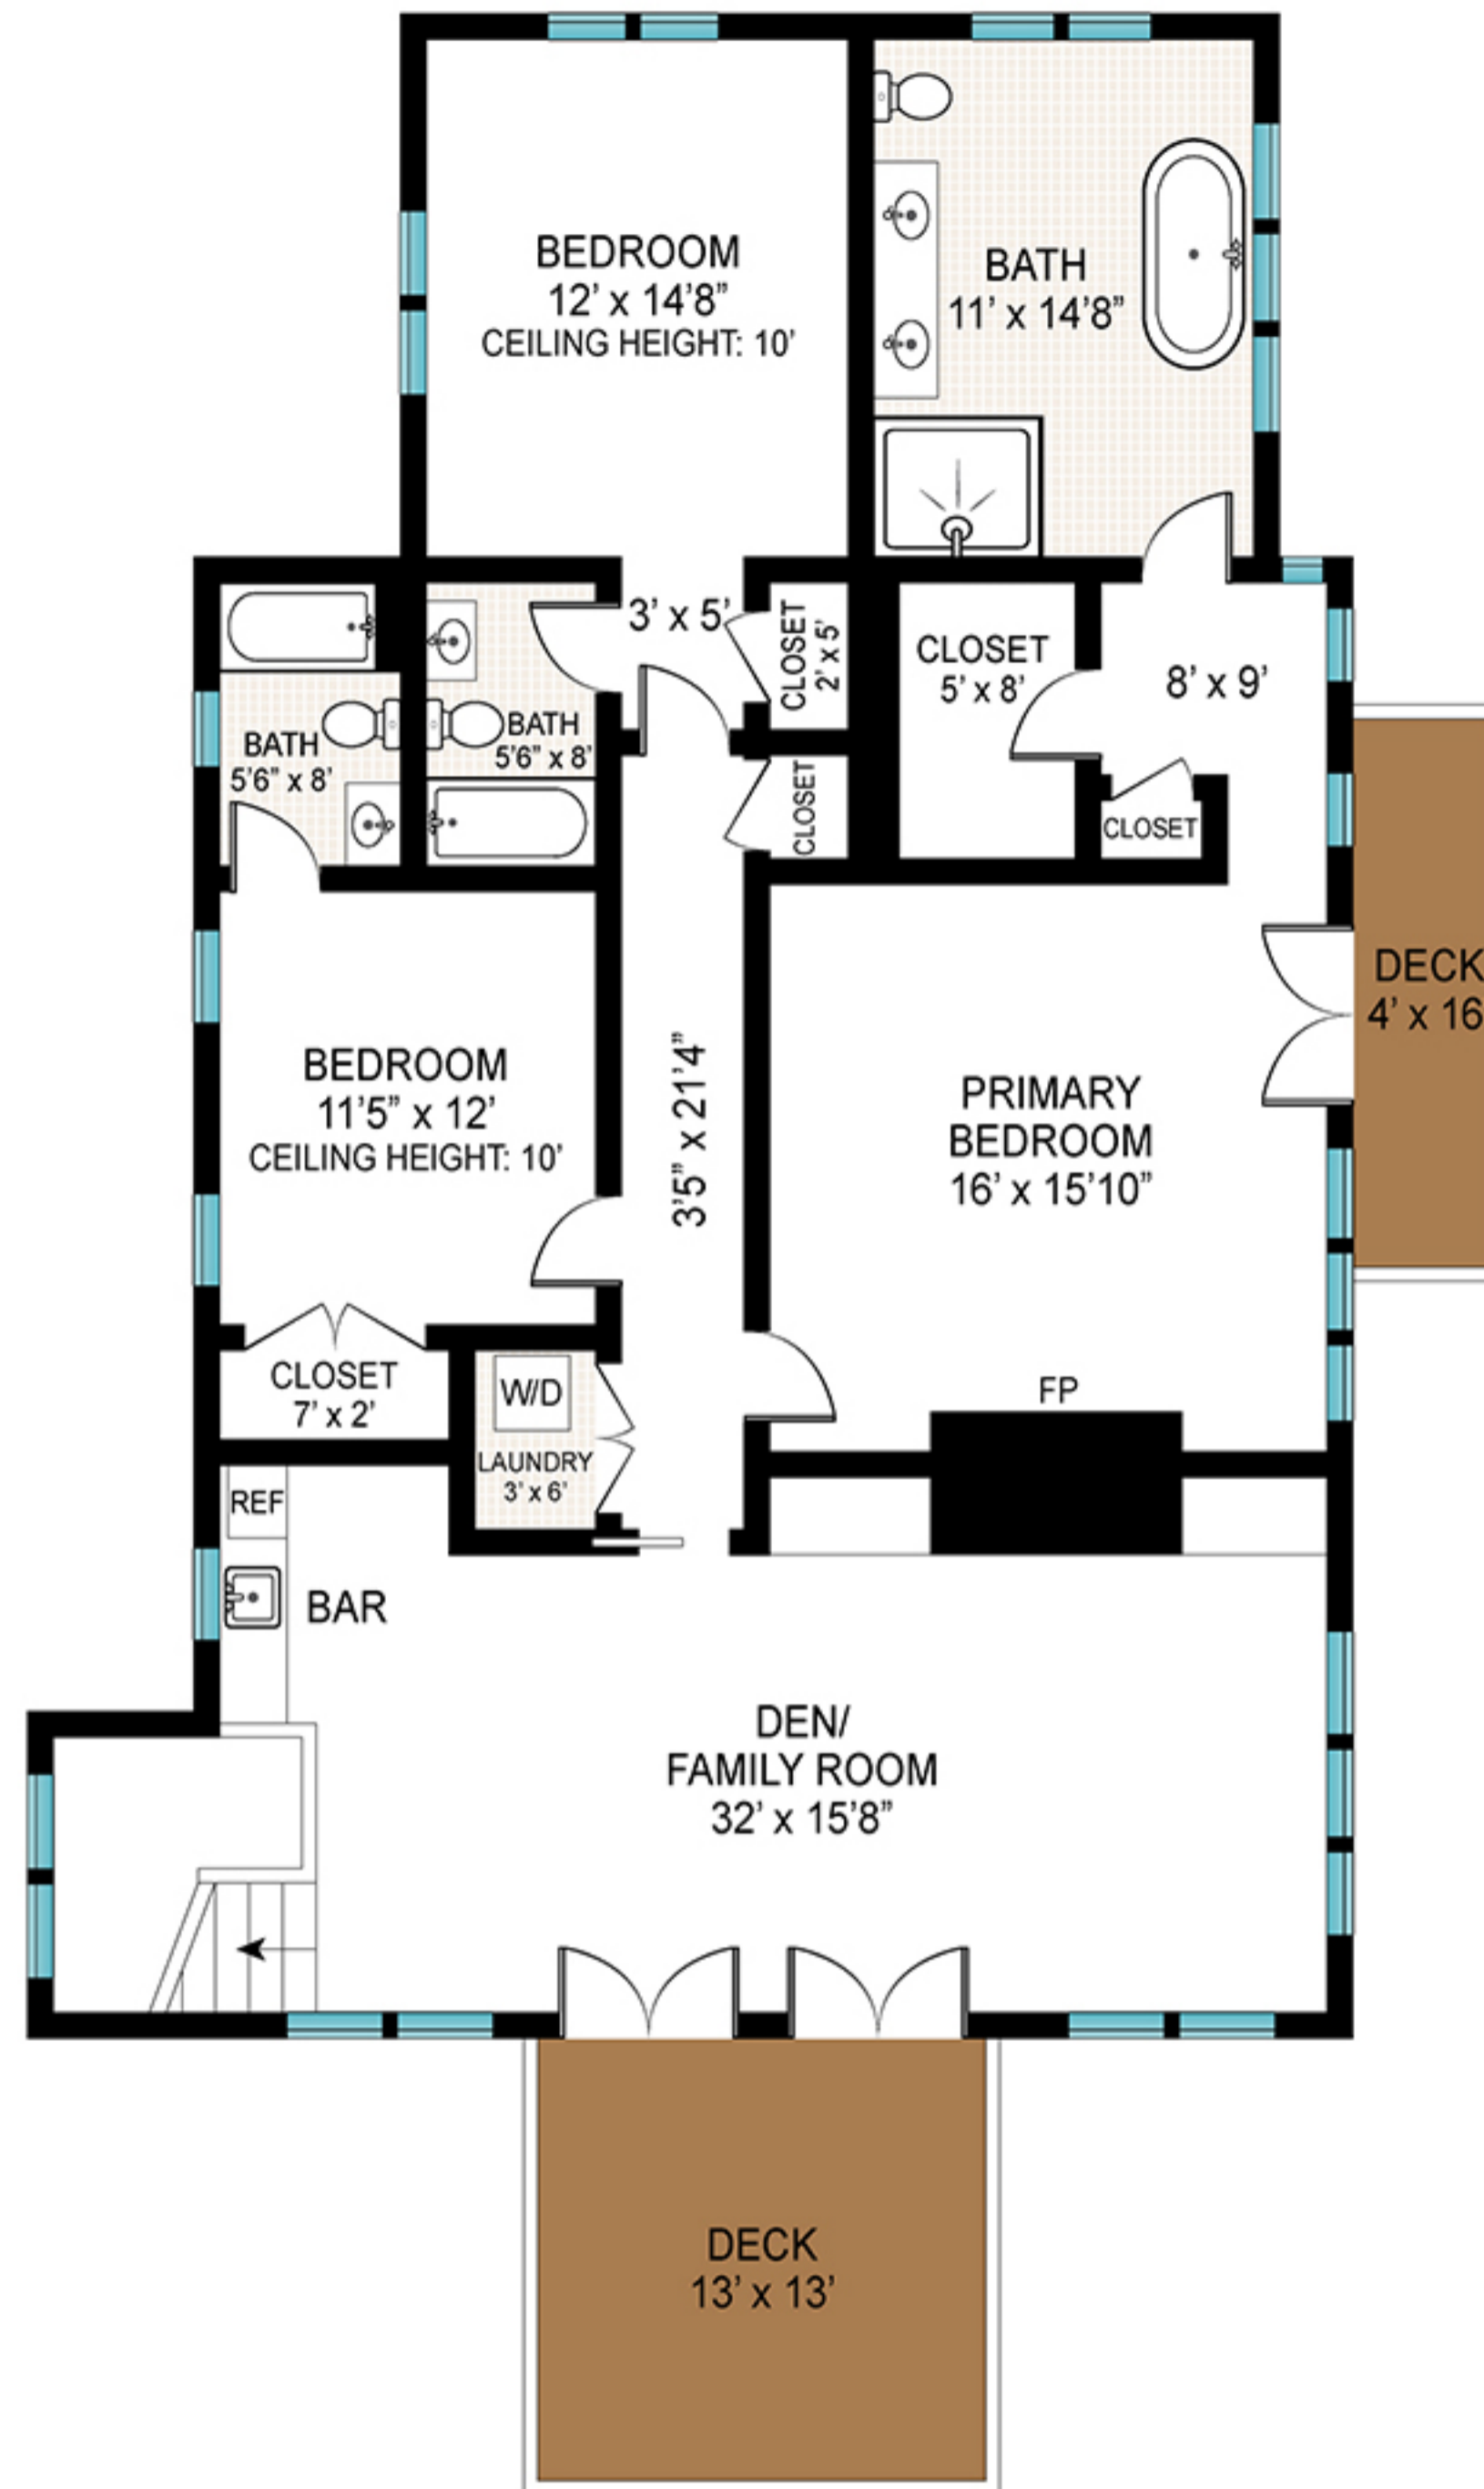 BEDROOM
12’ x 14’8”
CEILING HEIGHT: 10’
BATH
11’ x 14’8”
3’ x 5’
CLOSET
2’ x 5’
CLOSET
5’ x 8’
8’ x 9’
BATH
5’6” x 8’
BATH
5’6” x 8’
CLOSET
CLOSET
DECK
4’ x 16
BEDROOM
11’5” x 12’
CEILING HEIGHT: 10’
3’5” x 21’4”
PRIMARY
BEDROOM
16’ x 15’10”
CLOSET
7’ x 2’
W/D
LAUNDRY
3’ x 6’
FP
REF
BAR
DEN/
FAMILY ROOM
32’ x 15’8”
DECK
13’ x 13’